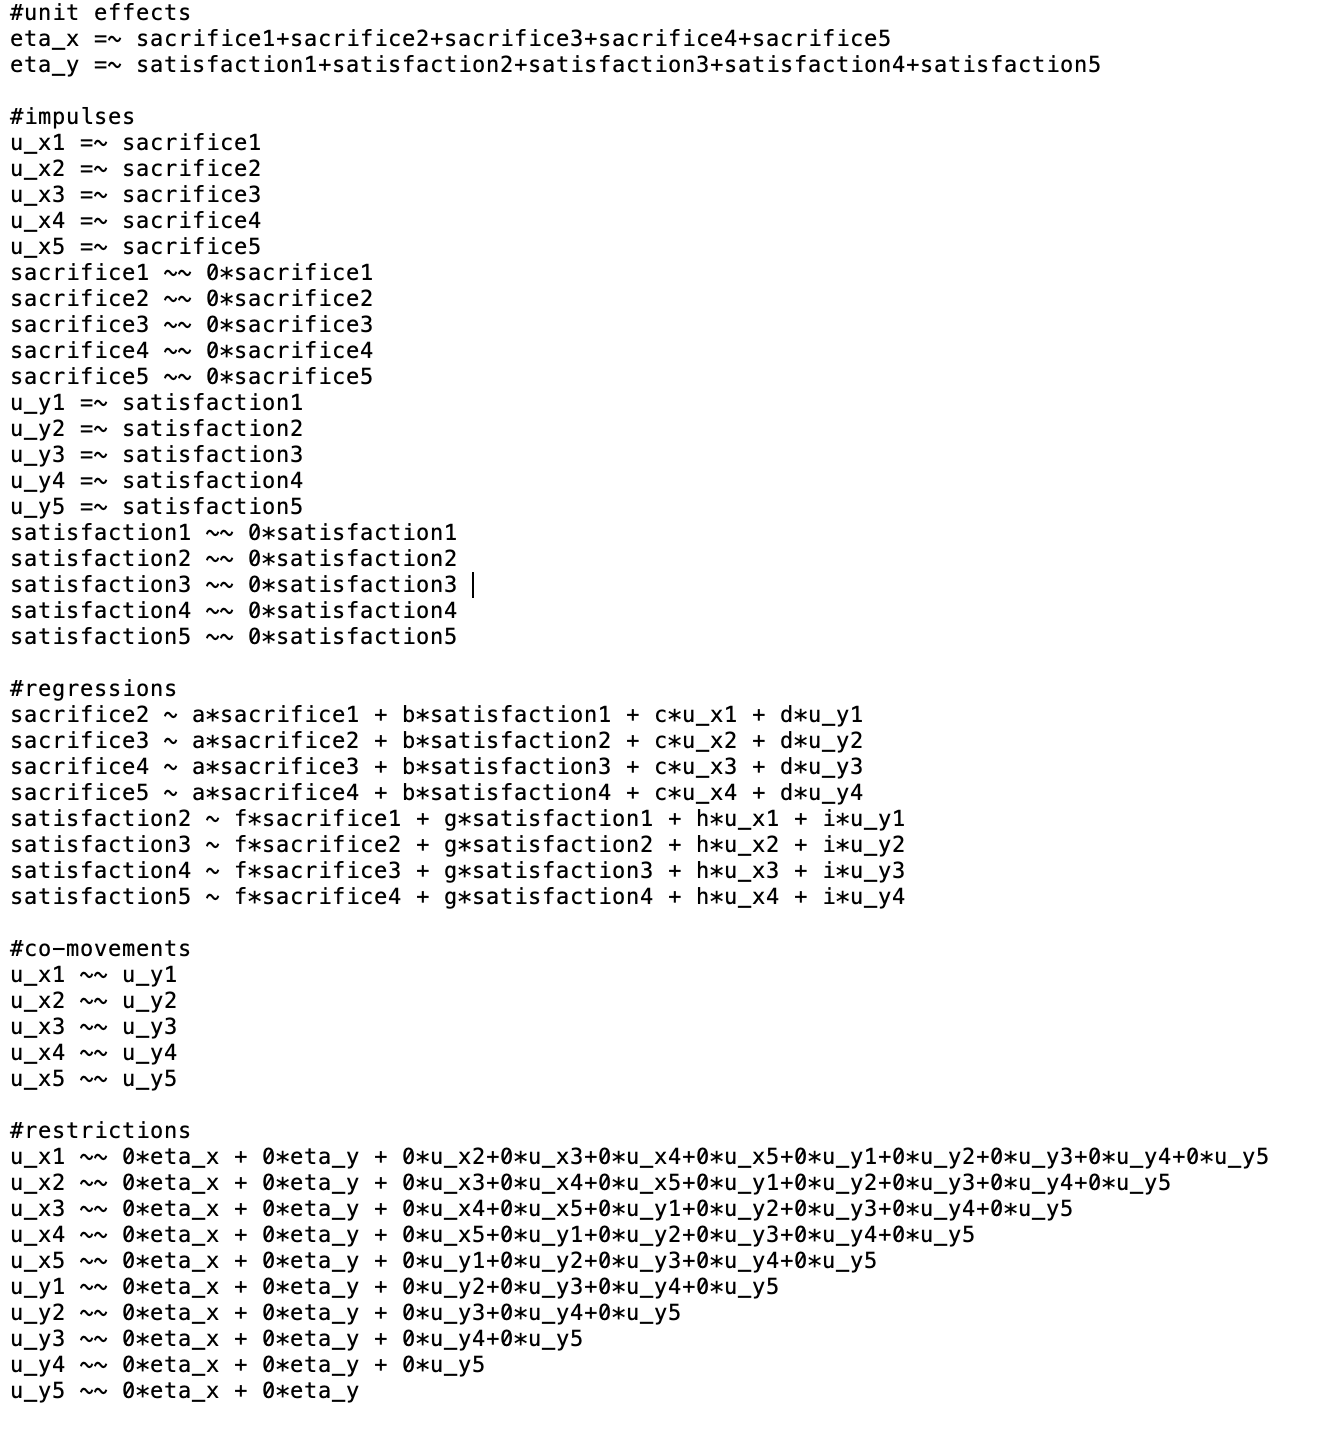 #unit effects
eta_x =~ sacrifice1+sacrifice2+sacrifice3+sacrifice4+sacrifice5
eta_y =~ satisfaction1+satisfaction2+satisfaction3+satisfaction4+satisfaction5

#impulses
u_x1 =~ sacrifice1
u_x2 =~ sacrifice2
u_x3 =~ sacrifice3
u_x4 =~ sacrifice4
u_x5 =~ sacrifice5
sacrifice1 ~~ 0*sacrifice1
sacrifice2 ~~ 0*sacrifice2
sacrifice3 ~~ 0*sacrifice3
sacrifice4 ~~ 0*sacrifice4
sacrifice5 ~~ 0*sacrifice5
u_y1 =~ satisfaction1
u_y2 =~ satisfaction2
u_y3 =~ satisfaction3
u_y4 =~ satisfaction4
u_y5 =~ satisfaction5
satisfaction1 ~~ 0*satisfaction1
satisfaction2 ~~ 0*satisfaction2
satisfaction3 ~~ 0*satisfaction3
satisfaction4 ~~ 0*satisfaction4
satisfaction5 ~~ 0*satisfaction5

#regressions
sacrifice2 ~ a*sacrifice1 + b*satisfaction1 + c*u_x1 + d*u_y1
sacrifice3 ~ a*sacrifice2 + b*satisfaction2 + c*u_x2 + d*u_y2
sacrifice4 ~ a*sacrifice3 + b*satisfaction3 + c*u_x3 + d*u_y3
sacrifice5 ~ a*sacrifice4 + b*satisfaction4 + c*u_x4 + d*u_y4
satisfaction2 ~ f*sacrifice1 + g*satisfaction1 + h*u_x1 + i*u_y1
satisfaction3 ~ f*sacrifice2 + g*satisfaction2 + h*u_x2 + i*u_y2
satisfaction4 ~ f*sacrifice3 + g*satisfaction3 + h*u_x3 + i*u_y3
satisfaction5 ~ f*sacrifice4 + g*satisfaction4 + h*u_x4 + i*u_y4

#co-movements
u_x1 ~~ u_y1
u_x2 ~~ u_y2
u_x3 ~~ u_y3
u_x4 ~~ u_y4
u_x5 ~~ u_y5

#restrictions
u_x1 ~~ 0*eta_x + 0*eta_y + 0*u_x2+0*u_x3+0*u_x4+0*u_x5+0*u_y1+0*u_y2+0*u_y3+0*u_y4+0*u_y5
u_x2 ~~ 0*eta_x + 0*eta_y + 0*u_x3+0*u_x4+0*u_x5+0*u_y1+0*u_y2+0*u_y3+0*u_y4+0*u_y5
u_x3 ~~ 0*eta_x + 0*eta_y + 0*u_x4+0*u_x5+0*u_y1+0*u_y2+0*u_y3+0*u_y4+0*u_y5
u_x4 ~~ 0*eta_x + 0*eta_y + 0*u_x5+0*u_y1+0*u_y2+0*u_y3+0*u_y4+0*u_y5
u_x5 ~~ 0*eta_x + 0*eta_y + 0*u_y1+0*u_y2+0*u_y3+0*u_y4+0*u_y5
u_y1 ~~ 0*eta_x + 0*eta_y + 0*u_y2+0*u_y3+0*u_y4+0*u_y5
u_y2 ~~ 0*eta_x + 0*eta_y + 0*u_y3+0*u_y4+0*u_y5
u_y3 ~~ 0*eta_x + 0*eta_y + 0*u_y4+0*u_y5
u_y4 ~~ 0*eta_x + 0*eta_y + 0*u_y5
u_y5 ~~ 0*eta_x + 0*eta_y